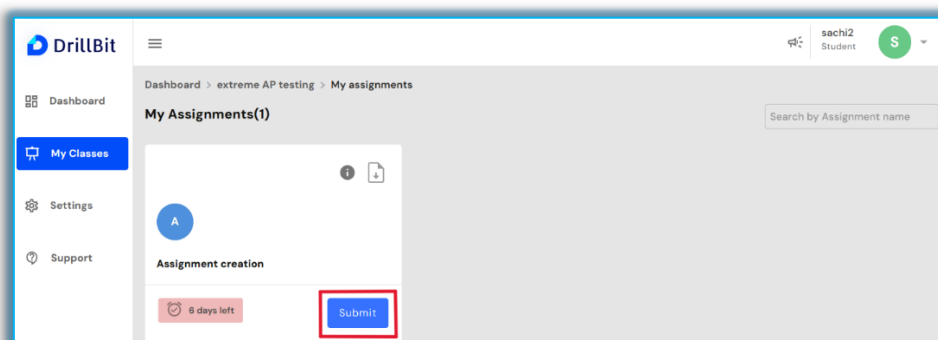 DrillBit
sachi2
Student
S
Dashboard > extreme AP testing > My assignments
Dashboard
My Assignments(1)
Search by Assignment name
My Classes
Settings
A
Support
Assignment creation
6 days left
Submit